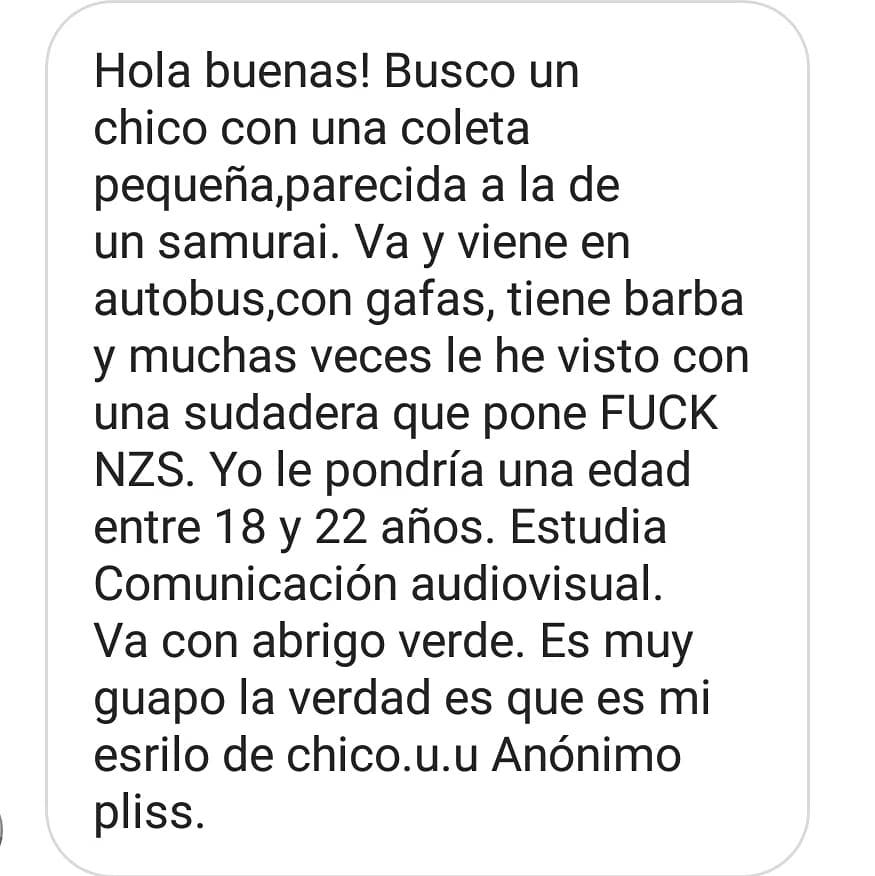 Hola buenas! Busco un
chico con una coleta
pequeña,parecida a la de
un samurai. Va y viene en
autobus,con gafas, tiene barba
y muchas veces le he visto con
una sudadera que pone FUCK
NZS. Yo le pondría una edad
entre 18 y 22 años. Estudia
Comunicación audiovisual.
Va con abrigo verde. Es muy
guapo la verdad es que es mi
esrilo de chico.u.u Anónimo
pliss.